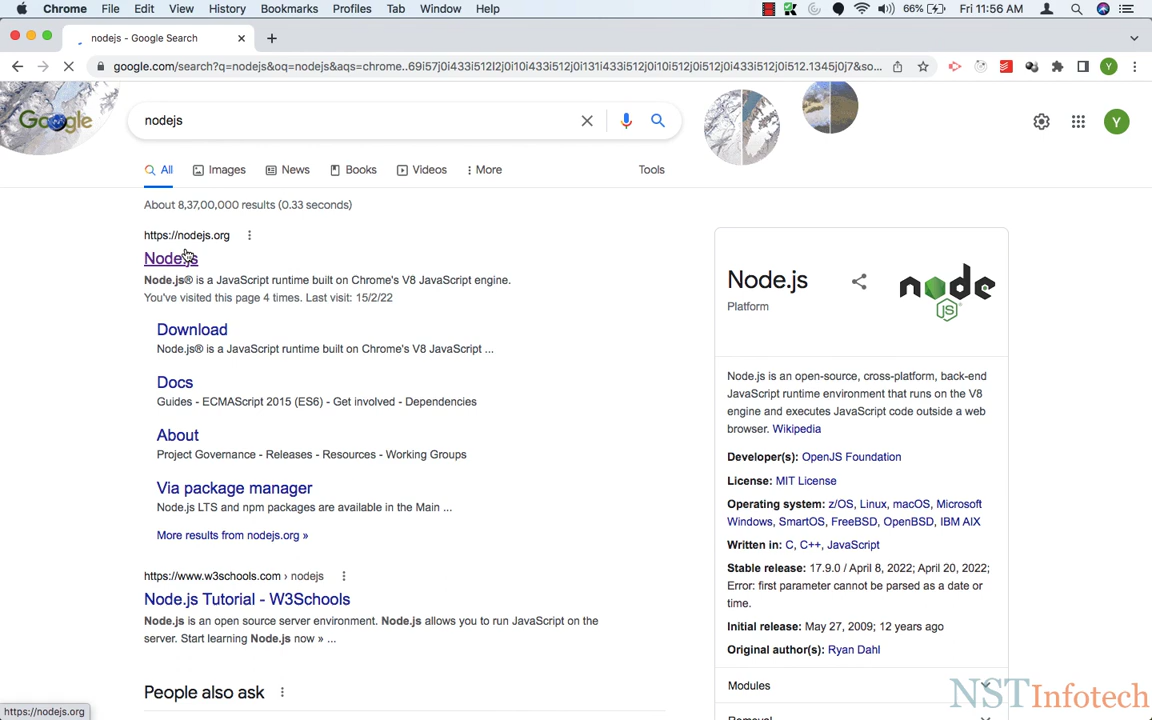 Chrome File Edit View History Bookmarks Profiles Tab Window Help 66% Fri 11:56 AM
nodejs - Google Search
google.com/search?q=nodejs&oq=nodejs&aqs=chrome..69i57j0i433i512l2j0i10i433i512j0i131i433i512j0i10i512j0i512j0i433i512j0i512.1345j0j7&so... Y
Google
nodejs
Y
All Images News Books Videos More Tools
About 8,37,00,000 results (0.33 seconds)
https://nodejs.org
Node.js
Node.js® is a JavaScript runtime built on Chrome's V8 JavaScript engine.
You've visited this page 4 times. Last visit: 15/2/22
Download
Node.js® is a JavaScript runtime built on Chrome's V8 JavaScript ...
Docs
Guides - ECMAScript 2015 (ES6) - Get involved - Dependencies
About
Project Governance - Releases - Resources - Working Groups
Via package manager
Node.js LTS and npm packages are available in the Main ...
More results from nodejs.org »
https://www.w3schools.com › nodejs
Node.js Tutorial - W3Schools
Node.js is an open source server environment. Node.js allows you to run JavaScript on the
server. Start learning Node.js now » ...
People also ask
Node.js
Platform
node
JS
Node.js is an open-source, cross-platform, back-end
JavaScript runtime environment that runs on the V8
engine and executes JavaScript code outside a web
browser. Wikipedia
Developer(s): OpenJS Foundation
License: MIT License
Operating system: z/OS, Linux, macOS, Microsoft
Windows, SmartOS, FreeBSD, OpenBSD, IBM AIX
Written in: C, C++, JavaScript
Stable release: 17.9.0 / April 8, 2022; April 20, 2022;
Error: first parameter cannot be parsed as a date or
time.
Initial release: May 27, 2009; 12 years ago
Original author(s): Ryan Dahl
Modules
Removal
NSTInfotech
https://nodejs.org